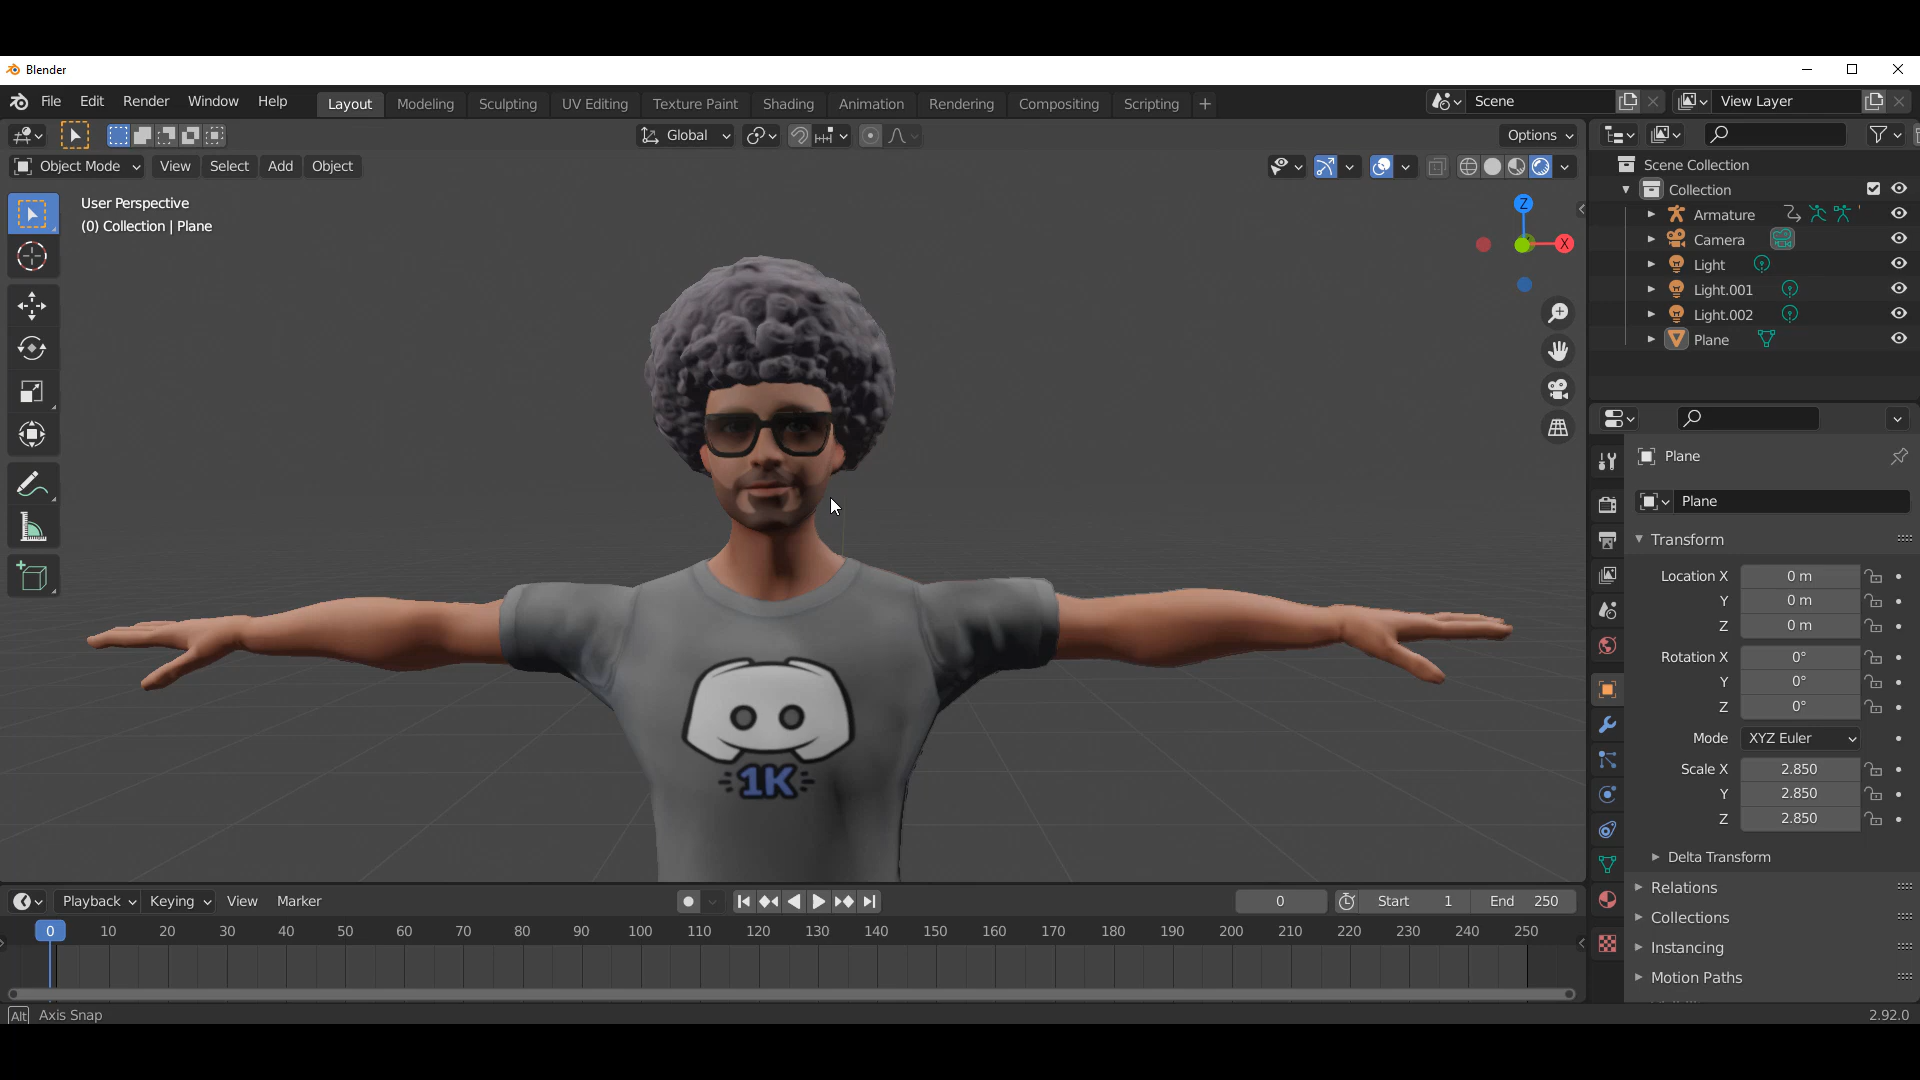 Blender
File Edit Render Window Help Layout Modeling Sculpting UV Editing Texture Paint Shading Animation Rendering Compositing Scripting + Scene View Layer
Global Options
Object Mode View Select Add Object
User Perspective
(0) Collection | Plane
Z
X
1K
Scene Collection
Collection
Armature
Camera
Light
Light.001
Light.002
Plane
Plane
Plane
Transform
Location X 0 m
Y 0 m
Z 0 m
Rotation X 0°
Y 0°
Z 0°
Mode XYZ Euler
Scale X 2.850
Y 2.850
Z 2.850
Delta Transform
Relations
Collections
Instancing
Motion Paths
Playback Keying View Marker 0 Start 1 End 250
0 10 20 30 40 50 60 70 80 90 100 110 120 130 140 150 160 170 180 190 200 210 220 230 240 250
Alt Axis Snap 2.92.0